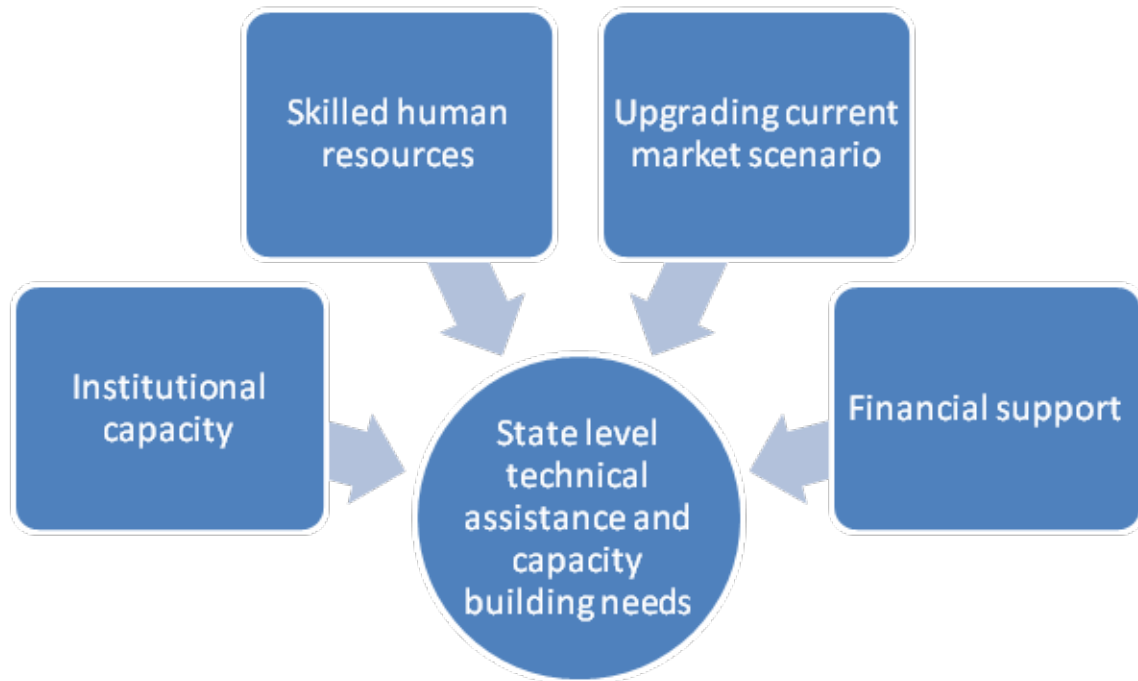 Skilled human
resources
Upgrading current
market scenario
Institutional
capacity
Financial support
State level
technical
assistance and
capacity
building needs